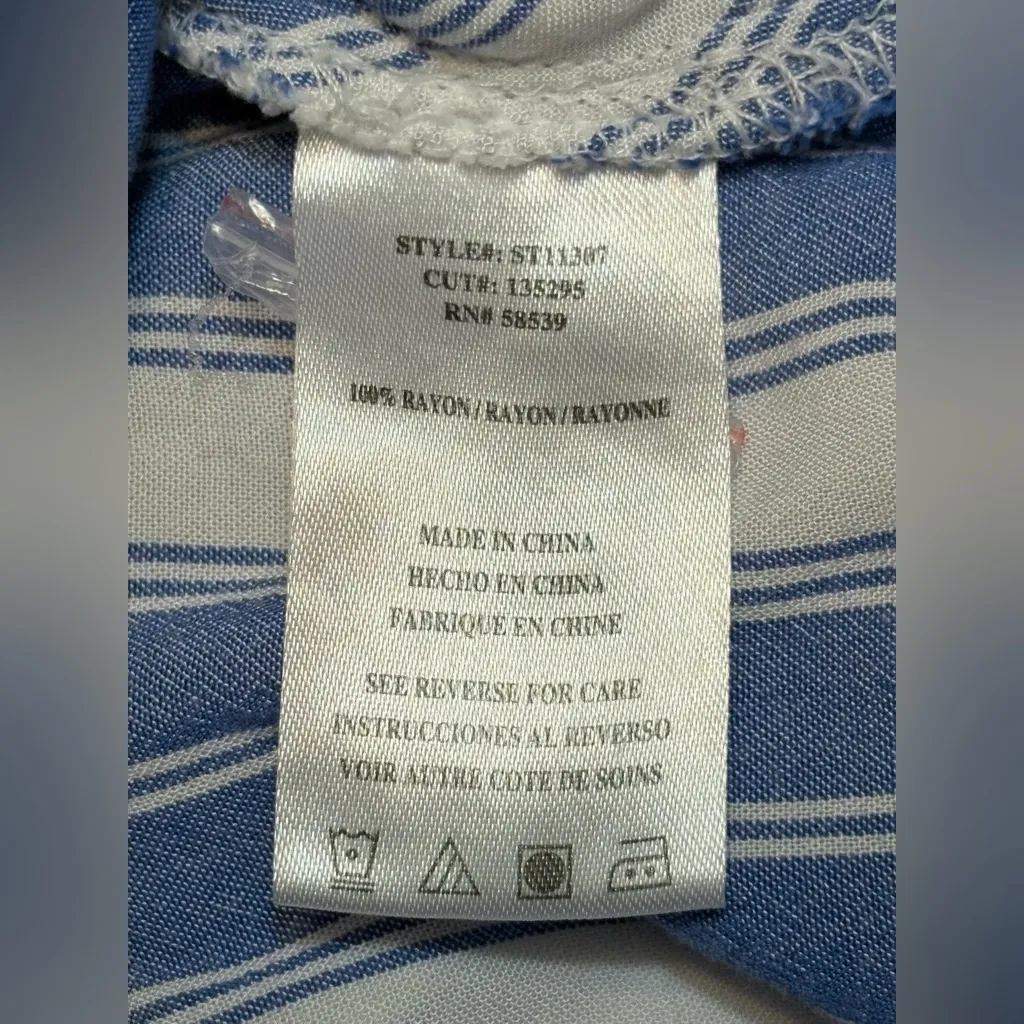 STYLE#: ST11307
CUT#: 135295
RN# 58539
100% RAYON/RAYON/RAYONNE
MADE IN CHINA
HECHO EN CHINA
FABRIQUE EN CHINE
SEE REVERSE FOR CARE
INSTRUCCIONES AL REVERSO
VOIR AUTRE COTE DE SOINS